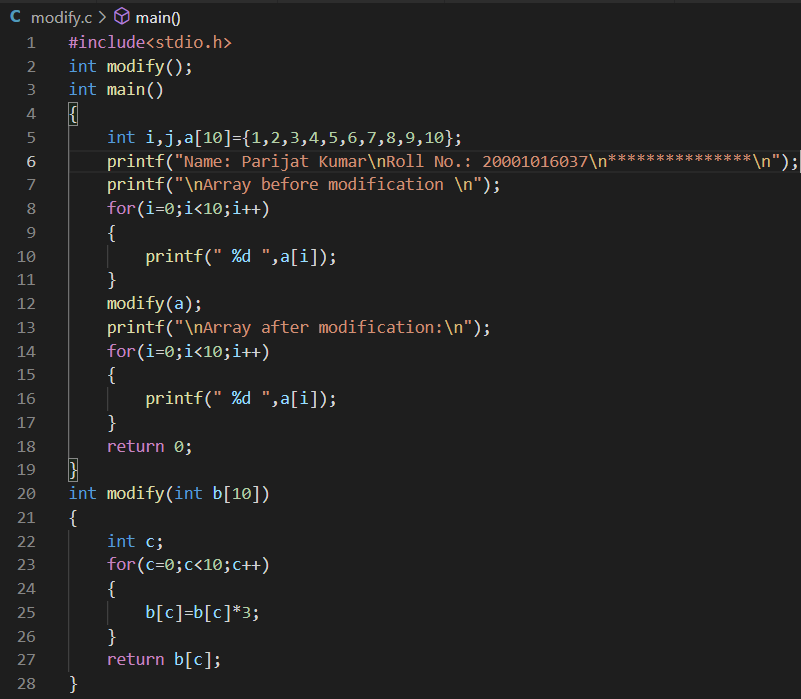 C modify.c > main()
1 #include<stdio.h>
2 int modify();
3 int main()
4 {
5     int i,j,a[10]={1,2,3,4,5,6,7,8,9,10};
6     printf("Name: Parijat Kumar\nRoll No.: 20001016037\n***************\n");
7     printf("\nArray before modification \n");
8     for(i=0;i<10;i++)
9     {
10         printf(" %d ",a[i]);
11     }
12     modify(a);
13     printf("\nArray after modification:\n");
14     for(i=0;i<10;i++)
15     {
16         printf(" %d ",a[i]);
17     }
18     return 0;
19 }
20 int modify(int b[10])
21 {
22     int c;
23     for(c=0;c<10;c++)
24     {
25         b[c]=b[c]*3;
26     }
27     return b[c];
28 }